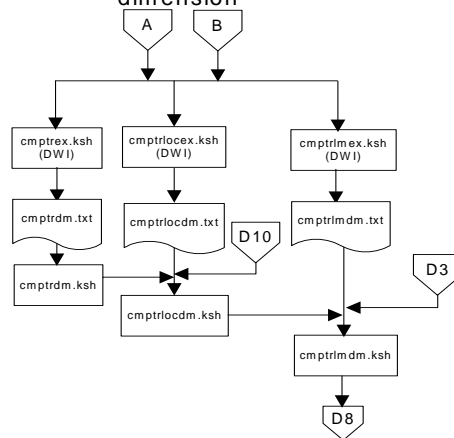 dimension
A
B
cmptrex.ksh
(DWI)
cmptrlocex.ksh
(DWI)
cmptrlmex.ksh
(DWI)
cmptrdm.txt
cmptrlocdm.txt
cmptrlmdm.txt
D10
D3
cmptrdm.ksh
cmptrlocdm.ksh
cmptrlmdm.ksh
D8